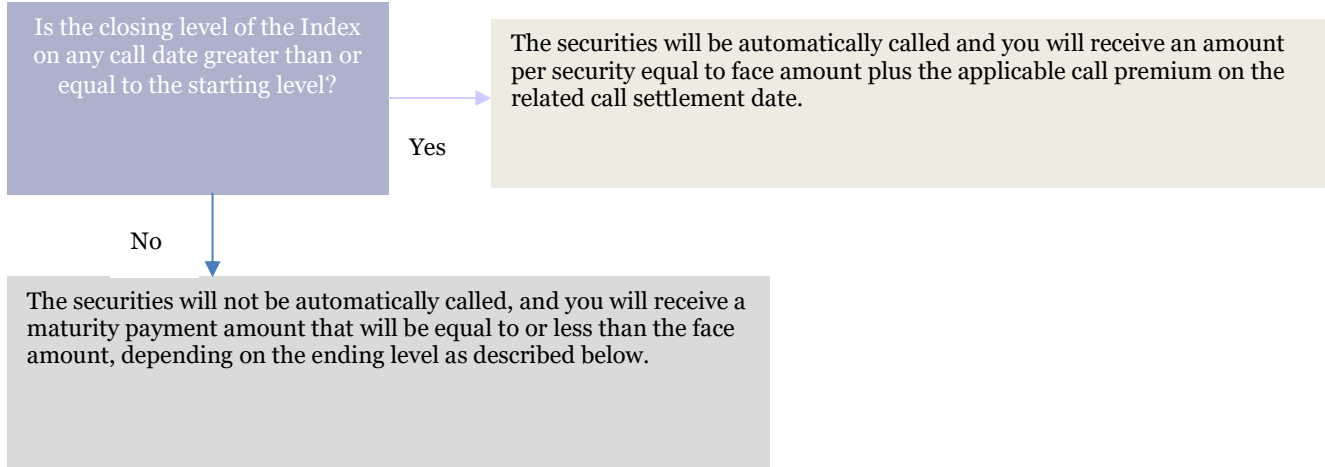 Is the closing level of the Index
on any call date greater than or
equal to the starting level?
The securities will be automatically called and you will receive an amount
per security equal to face amount plus the applicable call premium on the
related call settlement date.
Yes
No
The securities will not be automatically called, and you will receive a
maturity payment amount that will be equal to or less than the face
amount, depending on the ending level as described below.